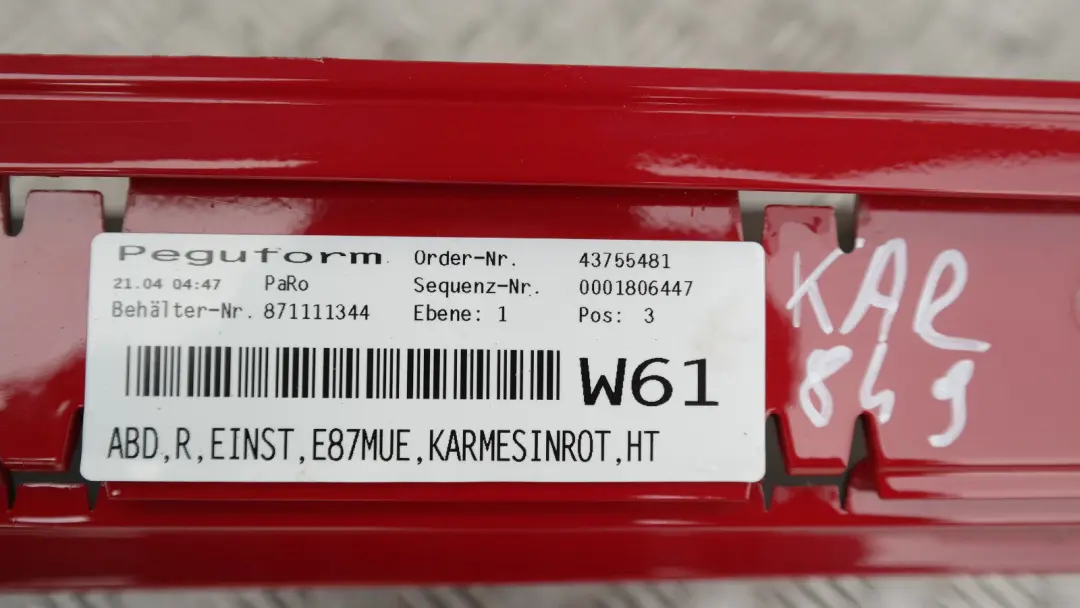 Peguform
Order-Nr. 43755481
21.04 04:47 PaRo Sequenz-Nr. 0001806447
Behälter-Nr. 871111344 Ebene: 1 Pos: 3
W61
ABD,R,EINST,E87MUE,KARMESINROT,HT
KAR
849